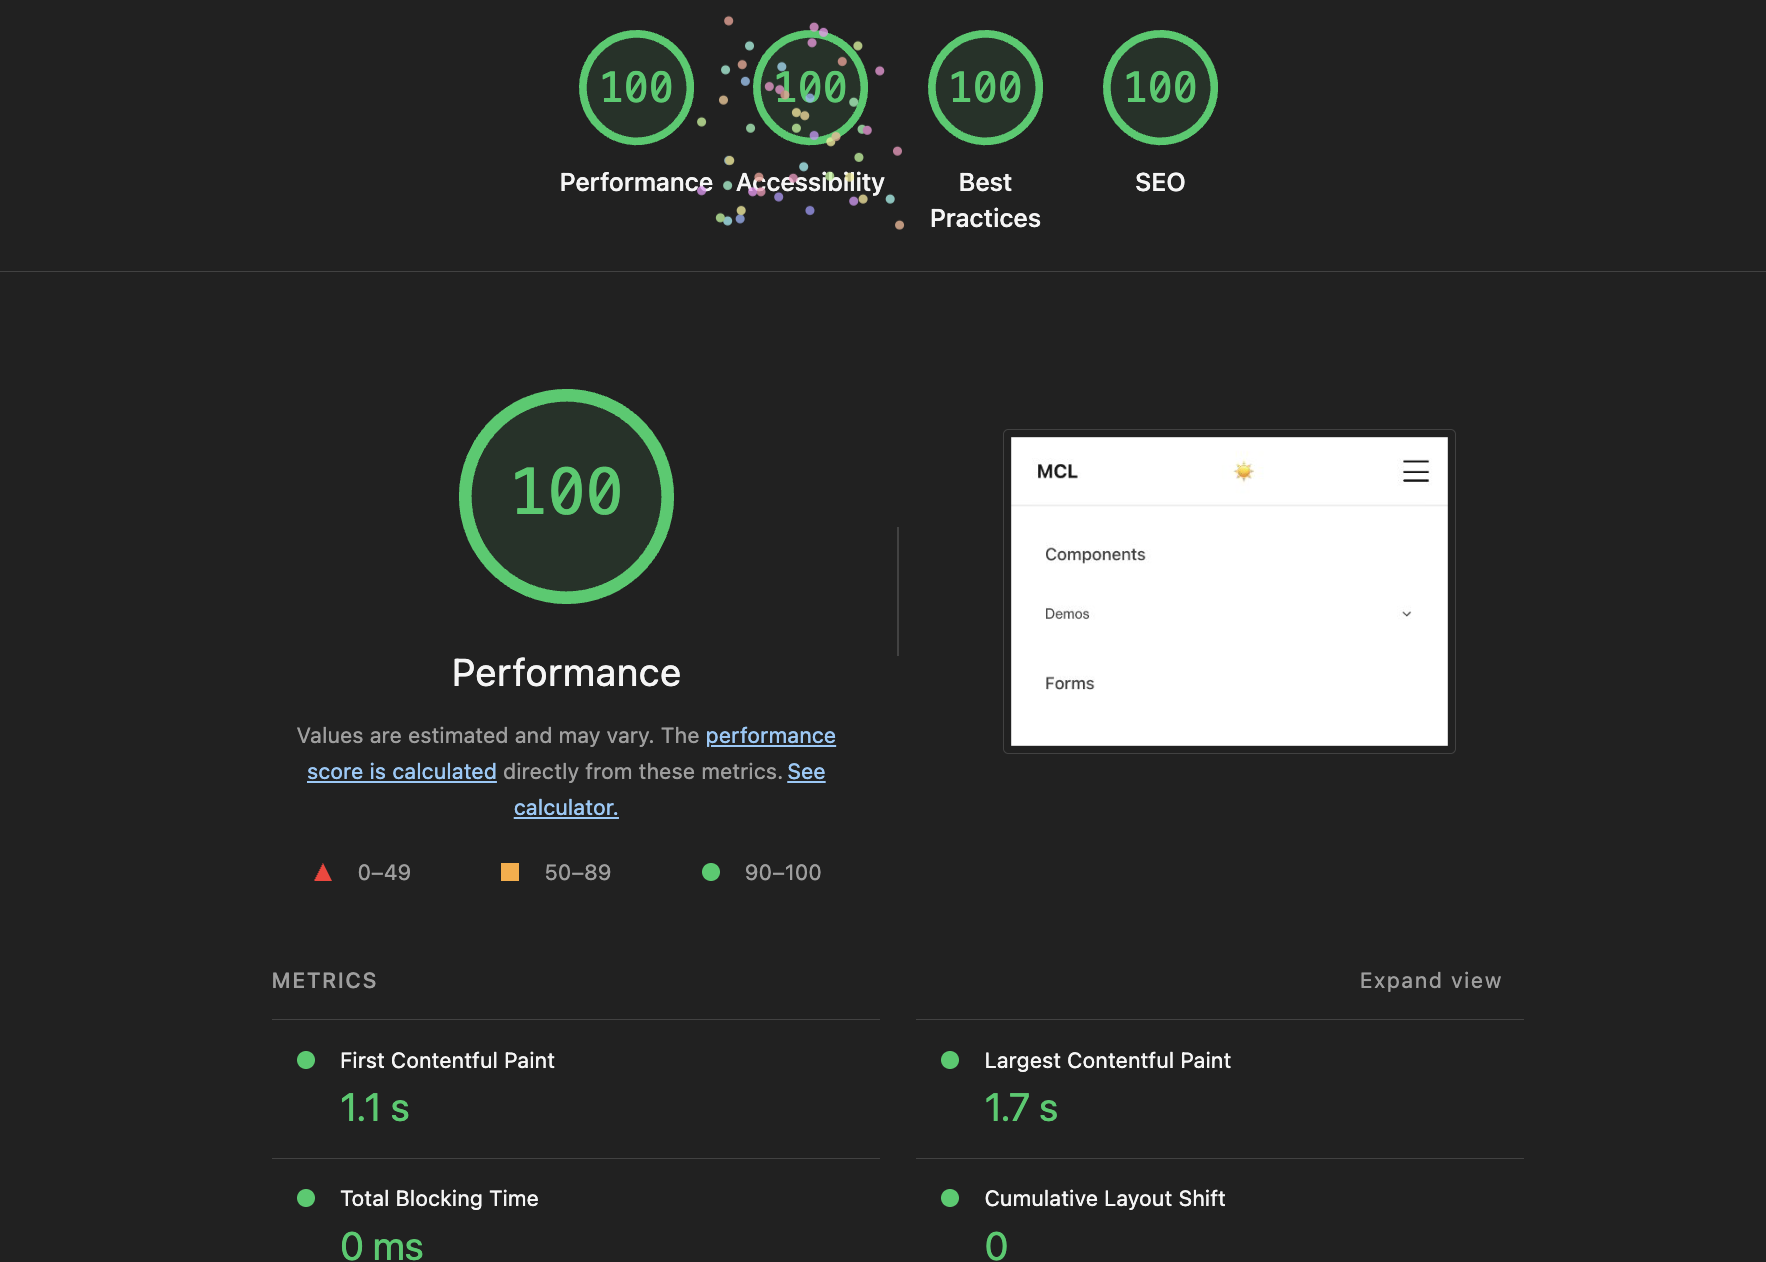 100
100
100
100
Performance
Accessibility
Best
Practices
SEO
100
Performance
Values are estimated and may vary. The performance
score is calculated directly from these metrics. See
calculator.
0–49
50–89
90–100
MCL
Components
Demos
Forms
METRICS
Expand view
First Contentful Paint
1.1 s
Largest Contentful Paint
1.7 s
Total Blocking Time
0 ms
Cumulative Layout Shift
0